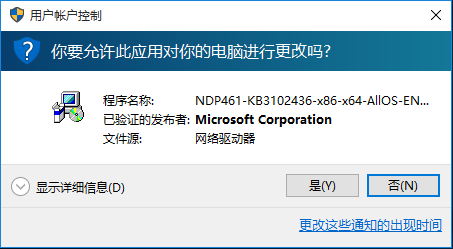 用户帐户控制
你要允许此应用对你的电脑进行更改吗?
程序名称: NDP461-KB3102436-x86-x64-AllOS-EN...
已验证的发布者: Microsoft Corporation
文件源: 网络驱动器
显示详细信息(D) 是(Y) 否(N)
更改这些通知的出现时间